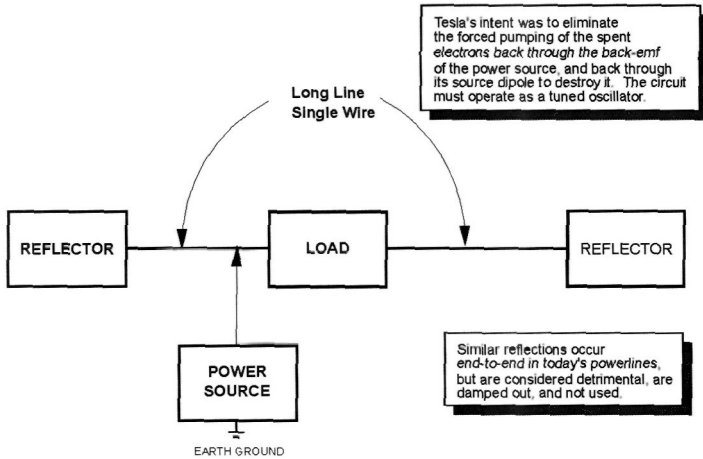 Tesla's intent was to eliminate
the forced pumping of the spent
electrons back through the back-emf
of the power source, and back through
its source dipole to destroy it. The circuit
must operate as a tuned oscillator.
Long Line
Single Wire
REFLECTOR
LOAD
REFLECTOR
POWER
SOURCE
EARTH GROUND
Similar reflections occur
end-to-end in today's powerlines,
but are considered detrimental, are
damped out, and not used.